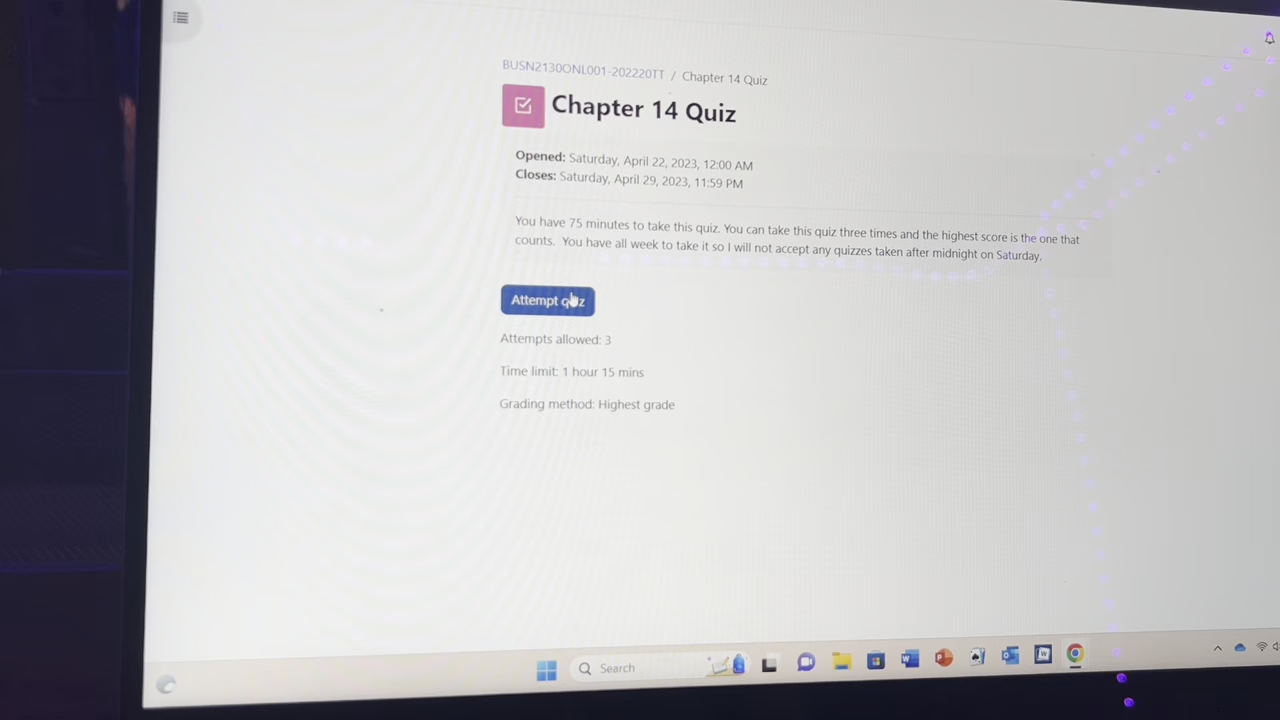 BUSN2130ONL001-202220TT / Chapter 14 Quiz
Chapter 14 Quiz
Opened: Saturday, April 22, 2023, 12:00 AM
Closes: Saturday, April 29, 2023, 11:59 PM
You have 75 minutes to take this quiz. You can take this quiz three times and the highest score is the one that
counts. You have all week to take it so I will not accept any quizzes taken after midnight on Saturday.
Attempt quiz
Attempts allowed: 3
Time limit: 1 hour 15 mins
Grading method: Highest grade
Search